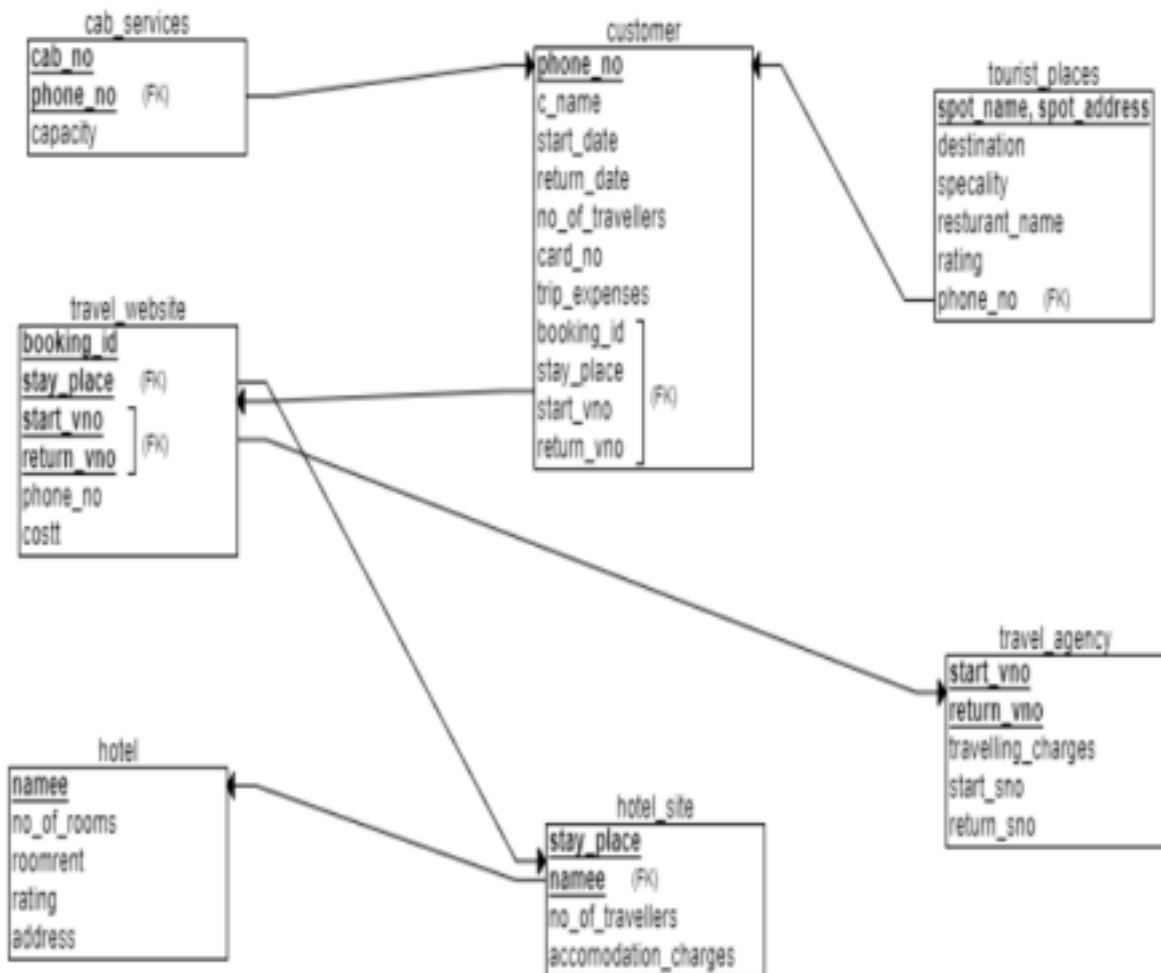 cab_services
cab_no
phone_no (FK)
capacity
customer
phone_no
c_name
start_date
return_date
no_of_travellers
card_no
trip_expenses
booking_id
stay_place
start_vno
return_vno
(FK)
tourist_places
spot_name, spot_address
destination
specality
resturant_name
rating
phone_no (FK)
travel_website
booking_id
stay_place (FK)
start_vno
return_vno
(FK)
phone_no
costt
travel_agency
start_vno
return_vno
travelling_charges
start_sno
return_sno
hotel
namee
no_of_rooms
roomrent
rating
address
hotel_site
stay_place
namee (FK)
no_of_travellers
accomodation_charges